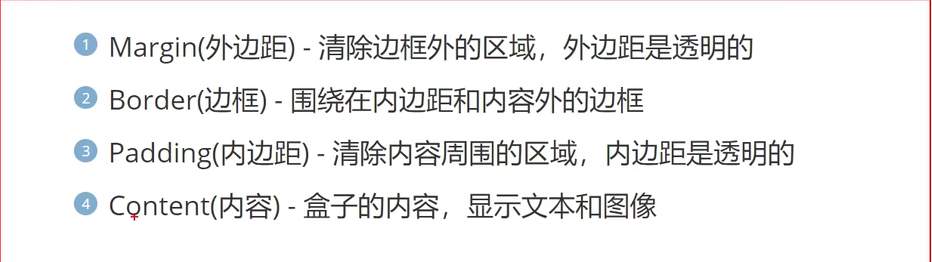 1 Margin(外边距) - 清除边框外的区域，外边距是透明的
2 Border(边框) - 围绕在内边距和内容外的边框
3 Padding(内边距) - 清除内容周围的区域，内边距是透明的
4 Content(内容) - 盒子的内容，显示文本和图像